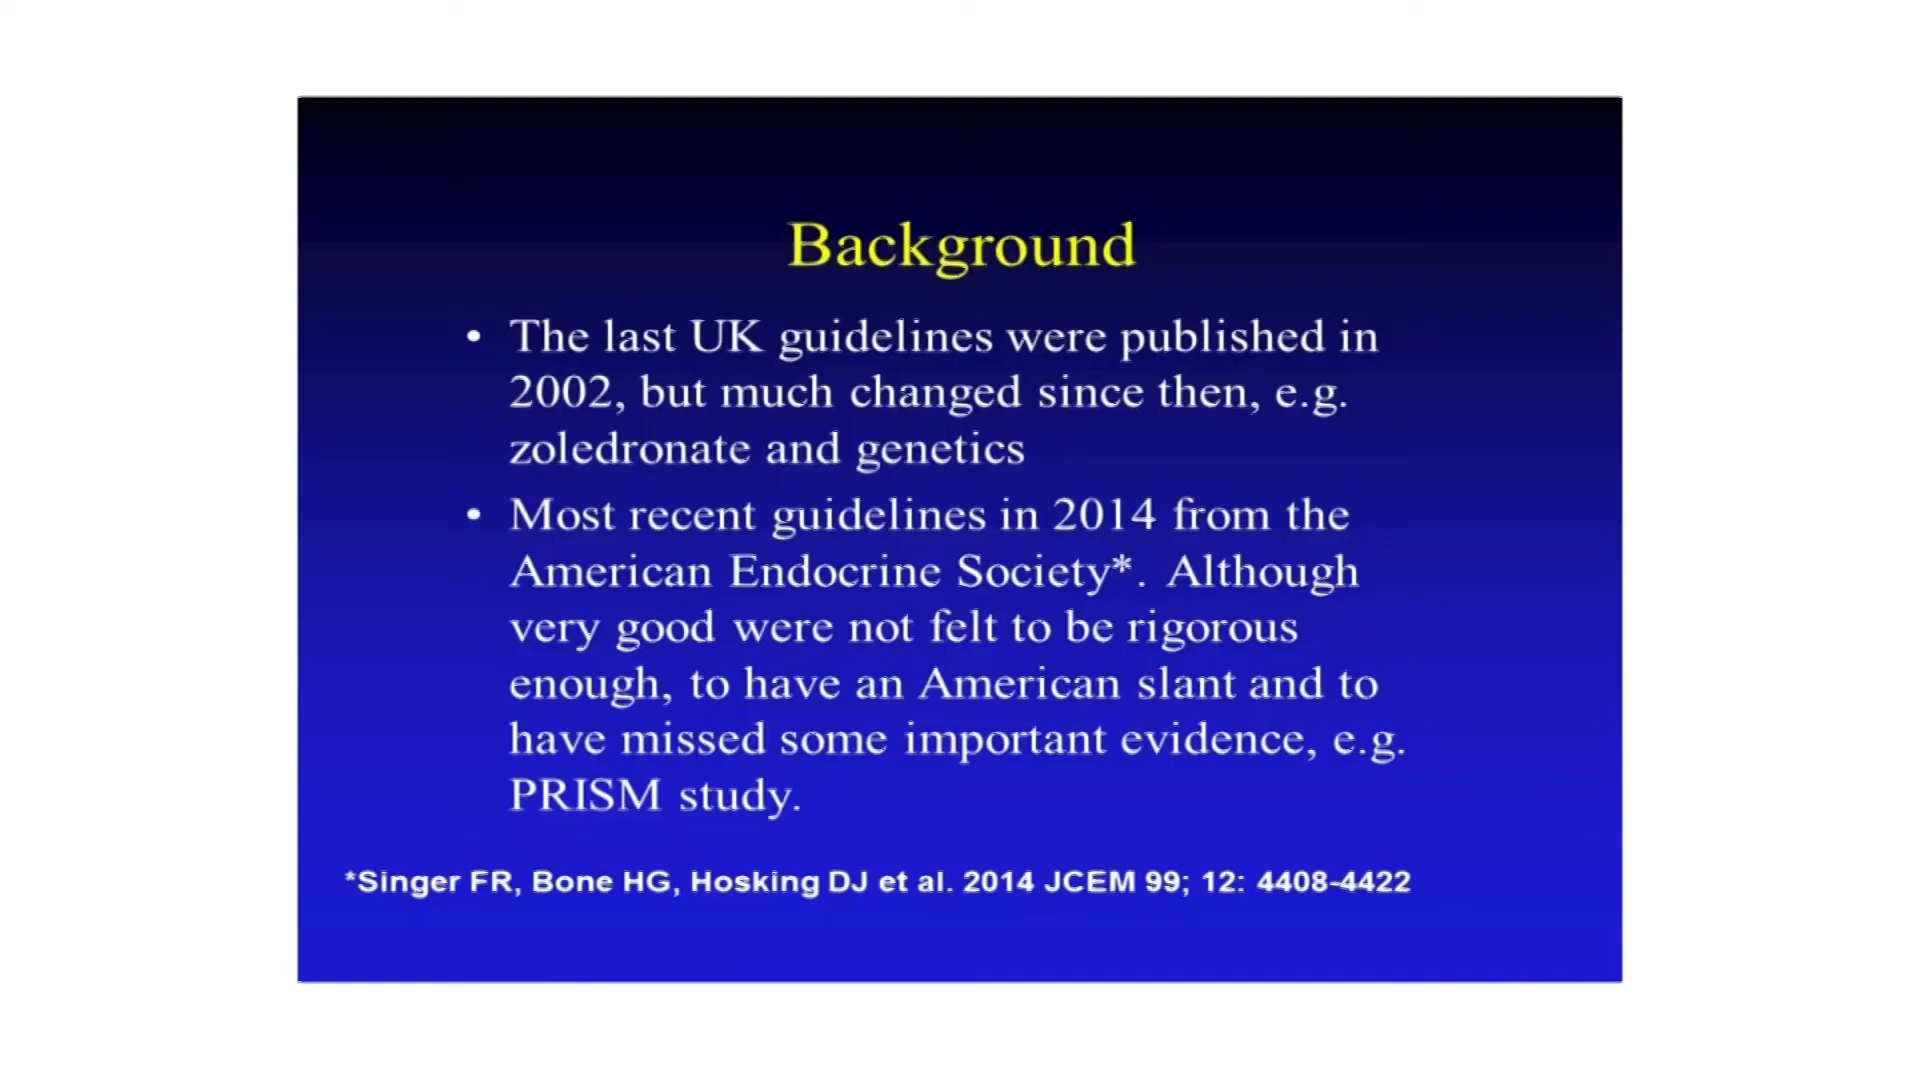 Background
• The last UK guidelines were published in
2002, but much changed since then, e.g.
zoledronate and genetics
• Most recent guidelines in 2014 from the
American Endocrine Society*. Although
very good were not felt to be rigorous
enough, to have an American slant and to
have missed some important evidence, e.g.
PRISM study.
*Singer FR, Bone HG, Hosking DJ et al. 2014 JCEM 99; 12: 4408-4422